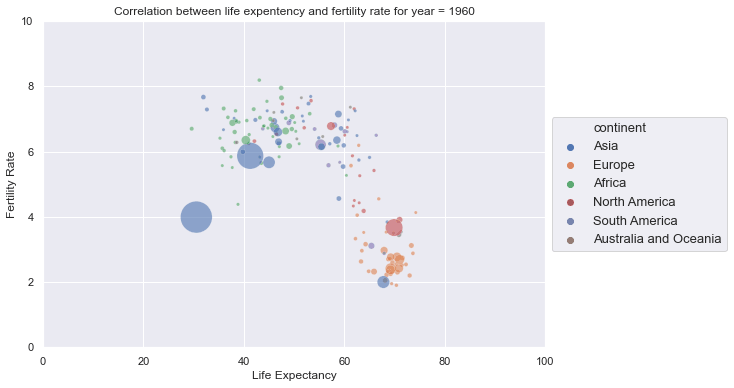 Correlation between life expentency and fertility rate for year = 1960
10
8
6
4
2
0
Fertility Rate
0 20 40 60 80 100
Life Expectancy
continent
Asia
Europe
Africa
North America
South America
Australia and Oceania